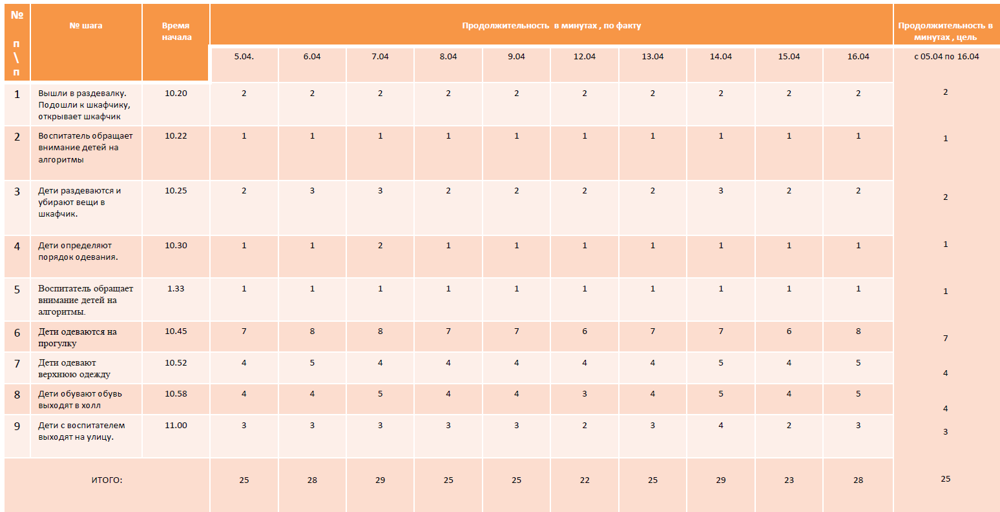 № п \ п № шага Время начала Продолжительность в минутах , по факту Продолжительность в минутах , цель
5.04. 6.04 7.04 8.04 9.04 12.04 13.04 14.04 15.04 16.04 с 05.04 по 16.04
1 Вышли в раздевалку. 10.20 2 2 2 2 2 2 2 2 2 2 2
Подошли к шкафчику,
открывает шкафчик
2 Воспитатель обращает 10.22 1 1 1 1 1 1 1 1 1 1 1
внимание детей на
алгоритмы
3 Дети раздеваются и 10.25 2 3 3 2 2 2 2 3 2 2 2
убирают вещи в
шкафчик.
4 Дети определяют 10.30 1 1 2 1 1 1 1 1 1 1 1
порядок одевания.
5 Воспитатель обращает 1.33 1 1 1 1 1 1 1 1 1 1 1
внимание детей на
алгоритмы.
6 Дети одеваются на 10.45 7 8 8 7 7 6 7 7 6 8 7
прогулку
7 Дети одевают 10.52 4 5 4 4 4 4 4 5 4 5 4
верхнюю одежду
8 Дети обувают обувь 10.58 4 4 5 4 4 3 4 5 4 5 4
выходят в холл
9 Дети с воспитателем 11.00 3 3 3 3 3 2 3 4 2 3 3
выходят на улицу.
ИТОГО: 25 28 29 25 25 22 25 29 23 28 25